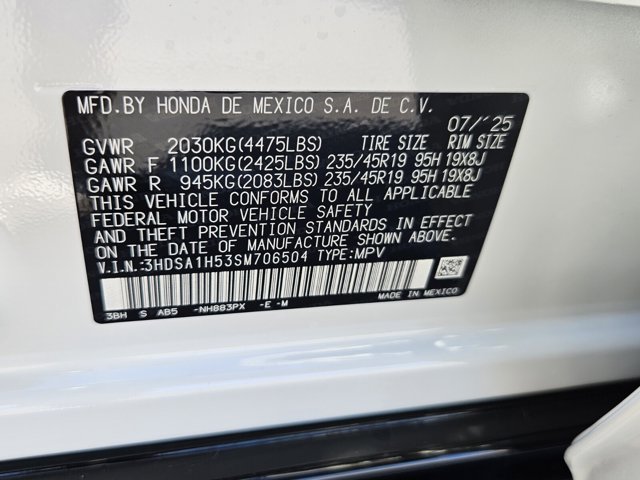 MFD.BY HONDA DE MEXICO S.A. DE C.V.
07/'25
GVWR 2030KG(4475LBS) TIRE SIZE RIM SIZE
GAWR F 1100KG(2425LBS) 235/45R19 95H 19X8J
GAWR R 945KG(2083LBS) 235/45R19 95H 19X8J
THIS VEHICLE CONFORMS TO ALL APPLICABLE
FEDERAL MOTOR VEHICLE SAFETY
AND THEFT PREVENTION STANDARDS IN EFFECT
ON THE DATE OF MANUFACTURE SHOWN ABOVE.
V.I.N.:3HDSA1H53SM706504 TYPE:MPV
3BH S AB5 -NH883PX -E-M MADE IN MEXICO